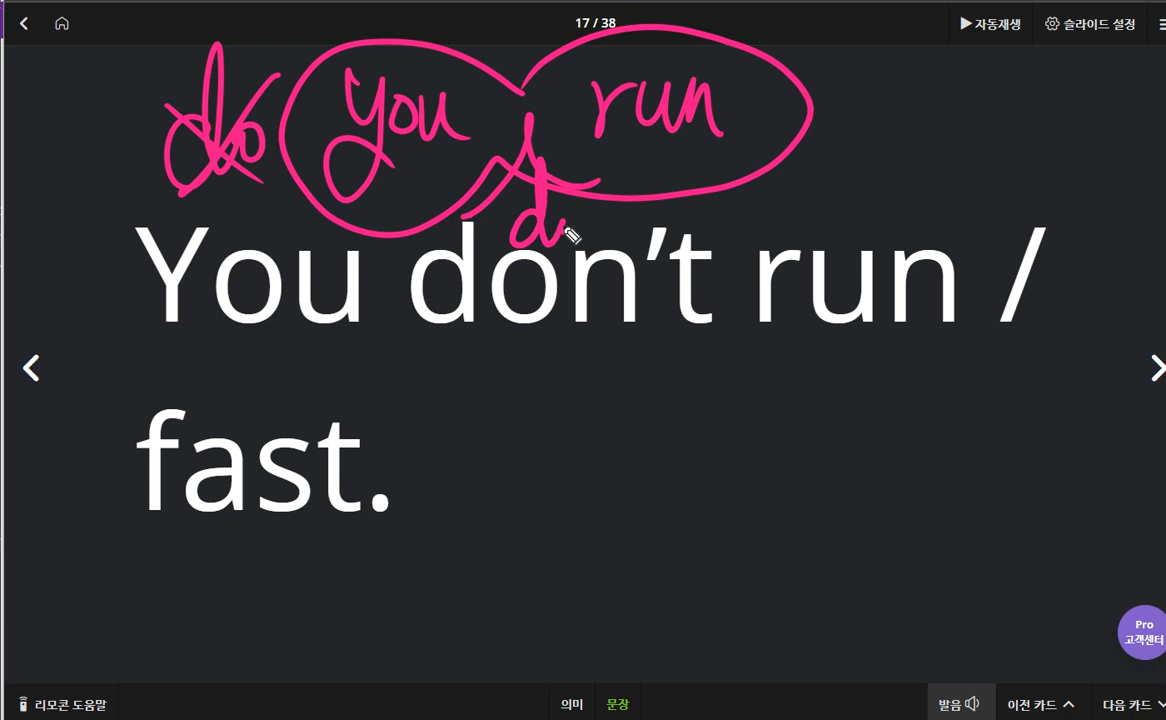 17 / 38
자동재생
슬라이드 설정
you run
You don't run /
fast.
Pro
고객센터
리모콘 도움말
의미
문장
발음
이전 카드
다음 카드